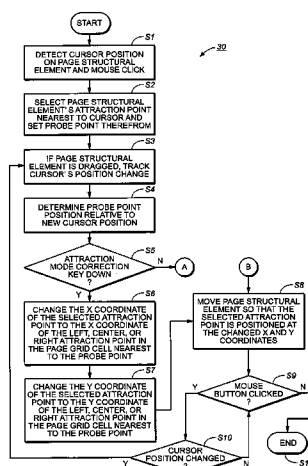 START
S1
DETECT CURSOR POSITION
ON PAGE STRUCTURAL
ELEMENT AND MOUSE CLICK
30
S2
SELECT PAGE STRUCTURAL
ELEMENT'S ATTRACTION POINT
NEAREST TO CURSOR AND
SET PROBE POINT THEREFROM
S3
IF PAGE STRUCTURAL
ELEMENT IS DRAGGED, TRACK
CURSOR'S POSITION CHANGE
S4
DETERMINE PROBE POINT
POSITION RELATIVE TO
NEW CURSOR POSITION
S5
ATTRACTION
MODE CORRECTION
KEY DOWN
?
N
A
Y
S6
CHANGE THE X COORDINATE
OF THE SELECTED ATTRACTION
POINT TO THE X COORDINATE
OF THE LEFT, CENTER, OR
RIGHT ATTRACTION POINT IN
THE PAGE GRID CELL NEAREST
TO THE PROBE POINT
S7
CHANGE THE Y COORDINATE
OF THE SELECTED ATTRACTION
POINT TO THE Y COORDINATE
OF THE LEFT, CENTER, OR
RIGHT ATTRACTION POINT IN
THE PAGE GRID CELL NEAREST
TO THE PROBE POINT
B
S8
MOVE PAGE STRUCTURAL
ELEMENT SO THAT THE
SELECTED ATTRACTION
POINT IS POSITIONED AT
THE CHANGED X AND Y
COORDINATES
S9
MOUSE
BUTTON CLICKED
?
Y
N
END
S1
S10
CURSOR
POSITION CHANGED
?
Y
N